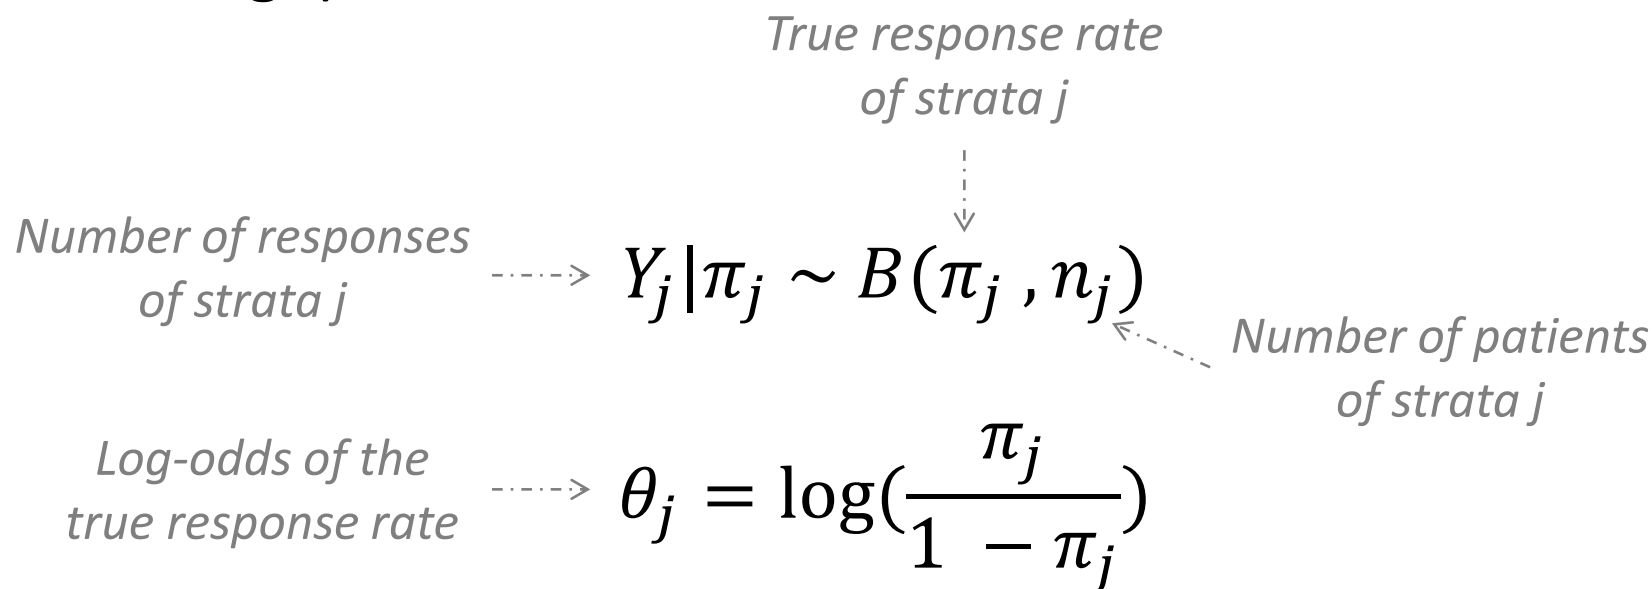 True response rate
of strata j
Number of responses
of strata j
Y_j|π_j ~ B(π_j , n_j)
Number of patients
of strata j
Log-odds of the
true response rate
θ_j = log(π_j / 1 − π_j)